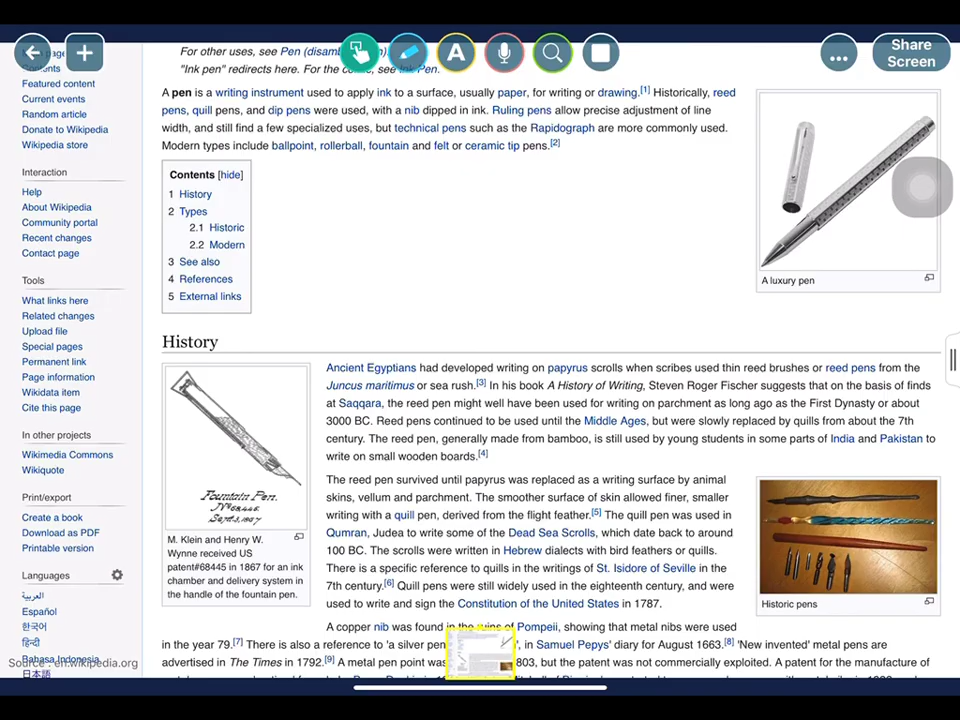 Share
Screen
A
Contents
Featured content
Current events
Random article
Donate to Wikipedia
Wikipedia store
Interaction
Help
About Wikipedia
Community portal
Recent changes
Contact page
Tools
What links here
Related changes
Upload file
Special pages
Permanent link
Page information
Wikidata item
Cite this page
In other projects
Wikimedia Commons
Wikiquote
Print/export
Create a book
Download as PDF
Printable version
Languages
العربية
Español
한국어
हिन्दी
Bahasa Indonesia
日本語
Source : en.wikipedia.org
For other uses, see Pen
"Ink pen" redirects here. For the see Ink Pen.
A pen is a writing instrument used to apply ink to a surface, usually paper, for writing or drawing.[1] Historically, reed
pens, quill pens, and dip pens were used, with a nib dipped in ink. Ruling pens allow precise adjustment of line
width, and still find a few specialized uses, but technical pens such as the Rapidograph are more commonly used.
Modern types include ballpoint, rollerball, fountain and felt or ceramic tip pens.[2]
A luxury pen
Contents [hide]
1 History
2 Types
2.1 Historic
2.2 Modern
3 See also
4 References
5 External links
History
Fountain Pen.
No 68445.
Sept. 3, 1867
M. Klein and Henry W.
Wynne received US
patent#68445 in 1867 for an ink
chamber and delivery system in
the handle of the fountain pen.
Ancient Egyptians had developed writing on papyrus scrolls when scribes used thin reed brushes or reed pens from the
Juncus maritimus or sea rush.[3] In his book A History of Writing, Steven Roger Fischer suggests that on the basis of finds
at Saqqara, the reed pen might well have been used for writing on parchment as long ago as the First Dynasty or about
3000 BC. Reed pens continued to be used until the Middle Ages, but were slowly replaced by quills from about the 7th
century. The reed pen, generally made from bamboo, is still used by young students in some parts of India and Pakistan to
write on small wooden boards.[4]
The reed pen survived until papyrus was replaced as a writing surface by animal
skins, vellum and parchment. The smoother surface of skin allowed finer, smaller
writing with a quill pen, derived from the flight feather.[5] The quill pen was used in
Qumran, Judea to write some of the Dead Sea Scrolls, which date back to around
100 BC. The scrolls were written in Hebrew dialects with bird feathers or quills.
There is a specific reference to quills in the writings of St. Isidore of Seville in the
7th century.[6] Quill pens were still widely used in the eighteenth century, and were
used to write and sign the Constitution of the United States in 1787.
Historic pens
A copper nib was found in the ruins of Pompeii, showing that metal nibs were used
in the year 79.[7] There is also a reference to 'a silver pen in Samuel Pepys' diary for August 1663.[8] 'New invented' metal pens are
advertised in The Times in 1792.[9] A metal pen point was 803, but the patent was not commercially exploited. A patent for the manufacture of